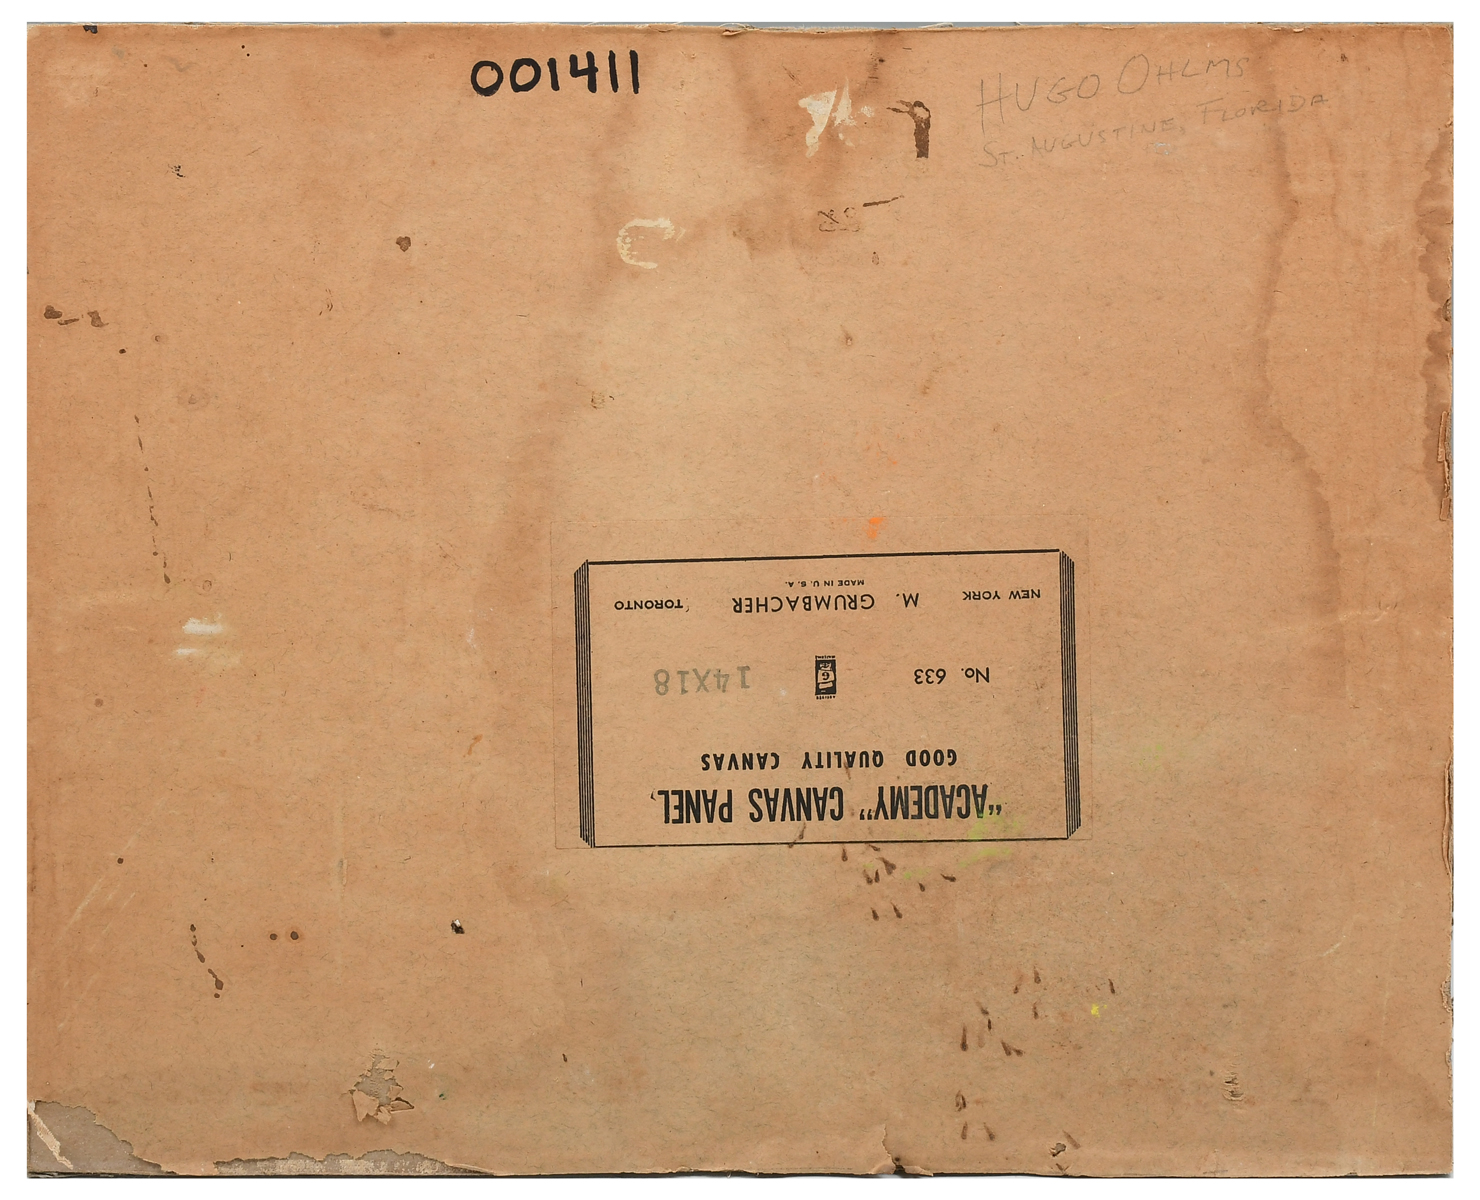 001411
HUGO OHLMS
ST. AUGUSTINE, FLORIDA
"ACADEMY" CANVAS PANEL
GOOD QUALITY CANVAS
No. 633 14X18
NEW YORK M. GRUMBACHER TORONTO
MADE IN U. S. A.